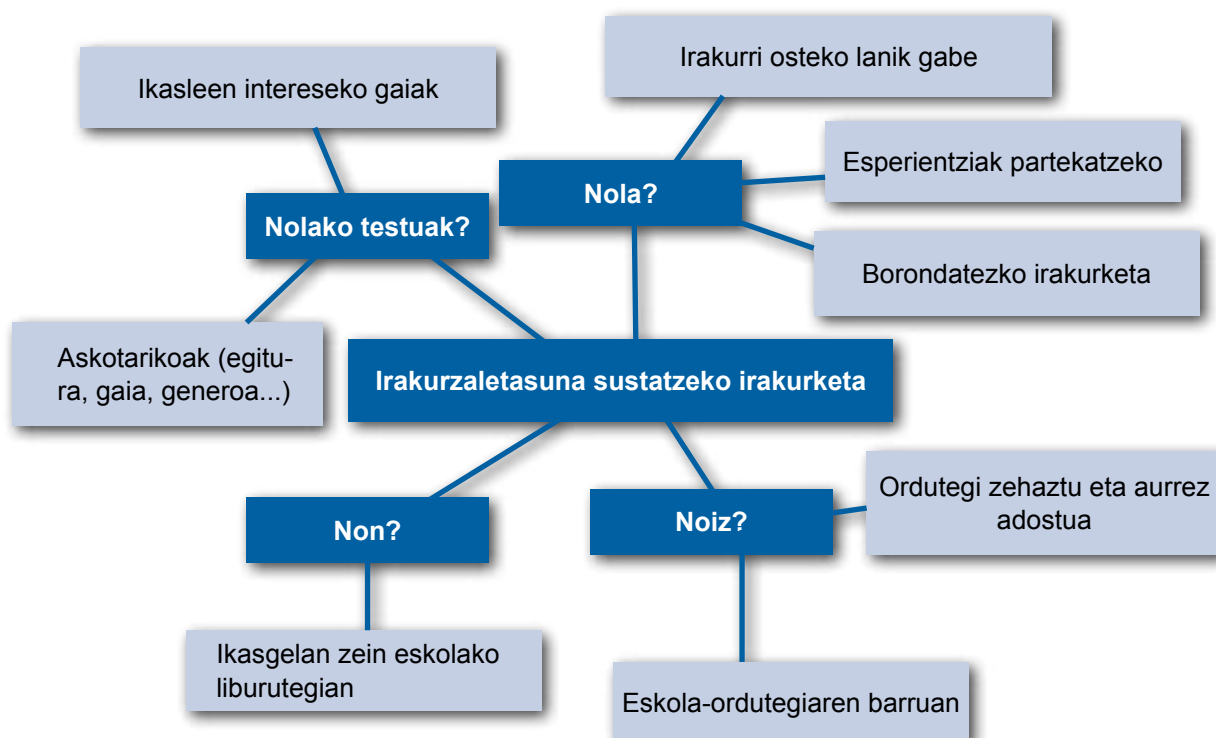 Irakurri osteko lanik gabe
Ikasleen intereseko gaiak
Esperientziak partekatzeko
Nola?
Nolako testuak?
Borondatezko irakurketa
Askotarikoak (egitu-
ra, gaia, generoa...)
Irakurzaletasuna sustatzeko irakurketa
Ordutegi zehaztu eta aurrez
adostua
Non?
Noiz?
Ikasgelan zein eskolako
liburutegian
Eskola-ordutegiaren barruan